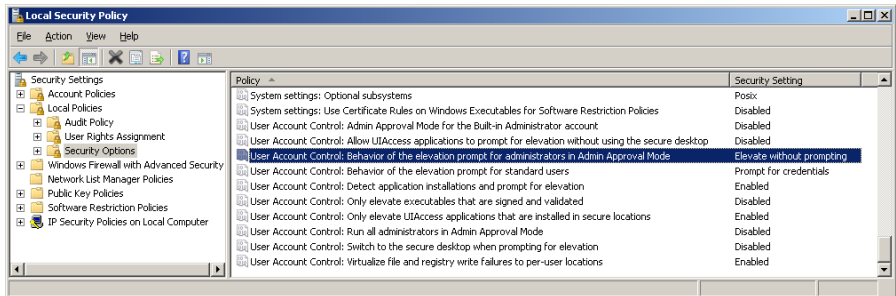 Local Security Policy
File Action View Help
Security Settings
Account Policies
Local Policies
Audit Policy
User Rights Assignment
Security Options
Windows Firewall with Advanced Security
Network List Manager Policies
Public Key Policies
Software Restriction Policies
IP Security Policies on Local Computer
Policy Security Setting
System settings: Optional subsystems Posix
System settings: Use Certificate Rules on Windows Executables for Software Restriction Policies Disabled
User Account Control: Admin Approval Mode for the Built-in Administrator account Disabled
User Account Control: Allow UIAccess applications to prompt for elevation without using the secure desktop Disabled
User Account Control: Behavior of the elevation prompt for administrators in Admin Approval Mode Elevate without prompting
User Account Control: Behavior of the elevation prompt for standard users Prompt for credentials
User Account Control: Detect application installations and prompt for elevation Enabled
User Account Control: Only elevate executables that are signed and validated Disabled
User Account Control: Only elevate UIAccess applications that are installed in secure locations Enabled
User Account Control: Run all administrators in Admin Approval Mode Disabled
User Account Control: Switch to the secure desktop when prompting for elevation Disabled
User Account Control: Virtualize file and registry write failures to per-user locations Enabled